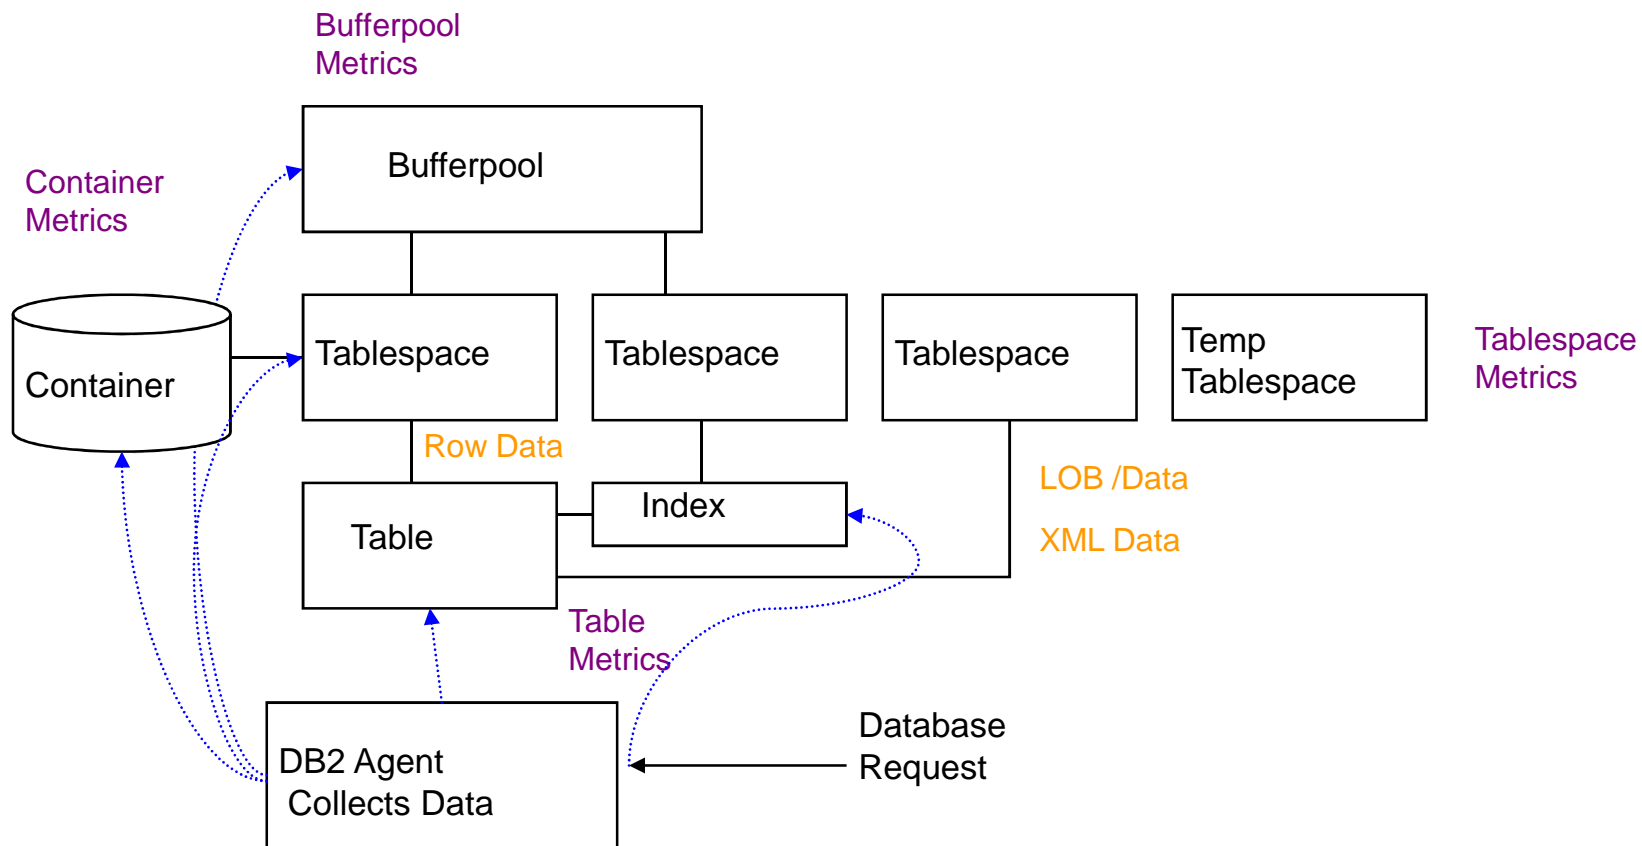 Bufferpool
Metrics
Bufferpool
Container
Metrics
Container
Tablespace
Tablespace
Tablespace
Temp
Tablespace
Tablespace
Metrics
Row Data
LOB /Data
XML Data
Table
Index
Table
Metrics
DB2 Agent
Collects Data
Database
Request